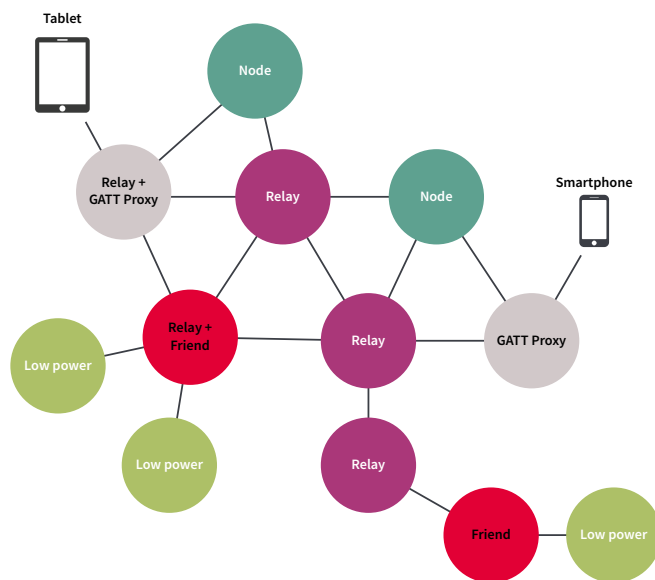 Tablet
Node
Relay +
GATT Proxy
Relay
Node
Smartphone
Relay +
Friend
Relay
GATT Proxy
Low power
Low power
Relay
Friend
Low power